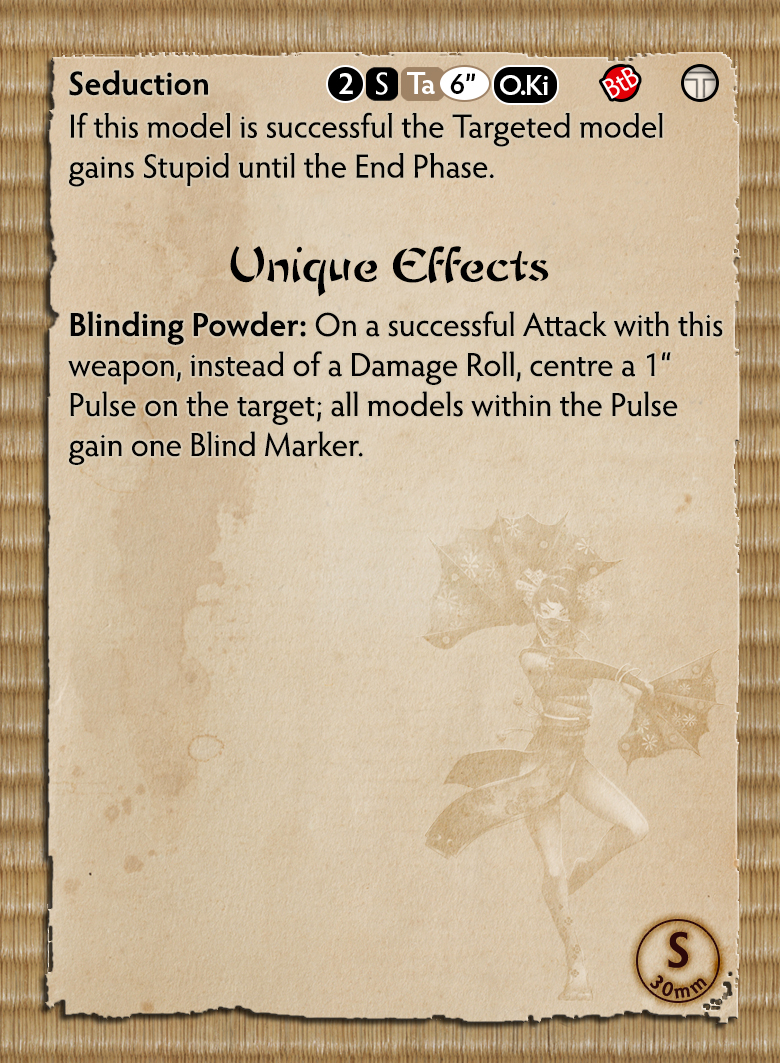 Seduction 2 S Ta 6” O.Ki BtB T
If this model is successful the Targeted model
gains Stupid until the End Phase.
Unique Effects
Blinding Powder: On a successful Attack with this
weapon, instead of a Damage Roll, centre a 1“
Pulse on the target; all models within the Pulse
gain one Blind Marker.
S
30mm